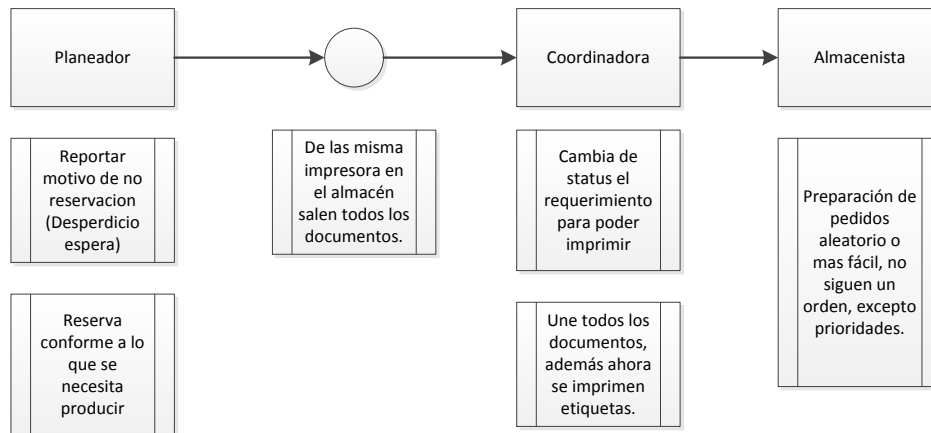 Planeador
Coordinadora
Almacenista
Reportar
motivo de no
reservacion
(Desperdicio
espera)
De las misma
impresora en
el almacén
salen todos los
documentos.
Cambia de
status el
requerimiento
para poder
imprimir
Preparación de
pedidos
aleatorio o
mas fácil, no
siguen un
orden, excepto
prioridades.
Reserva
conforme a lo
que se
necesita
producir
Une todos los
documentos,
además ahora
se imprimen
etiquetas.